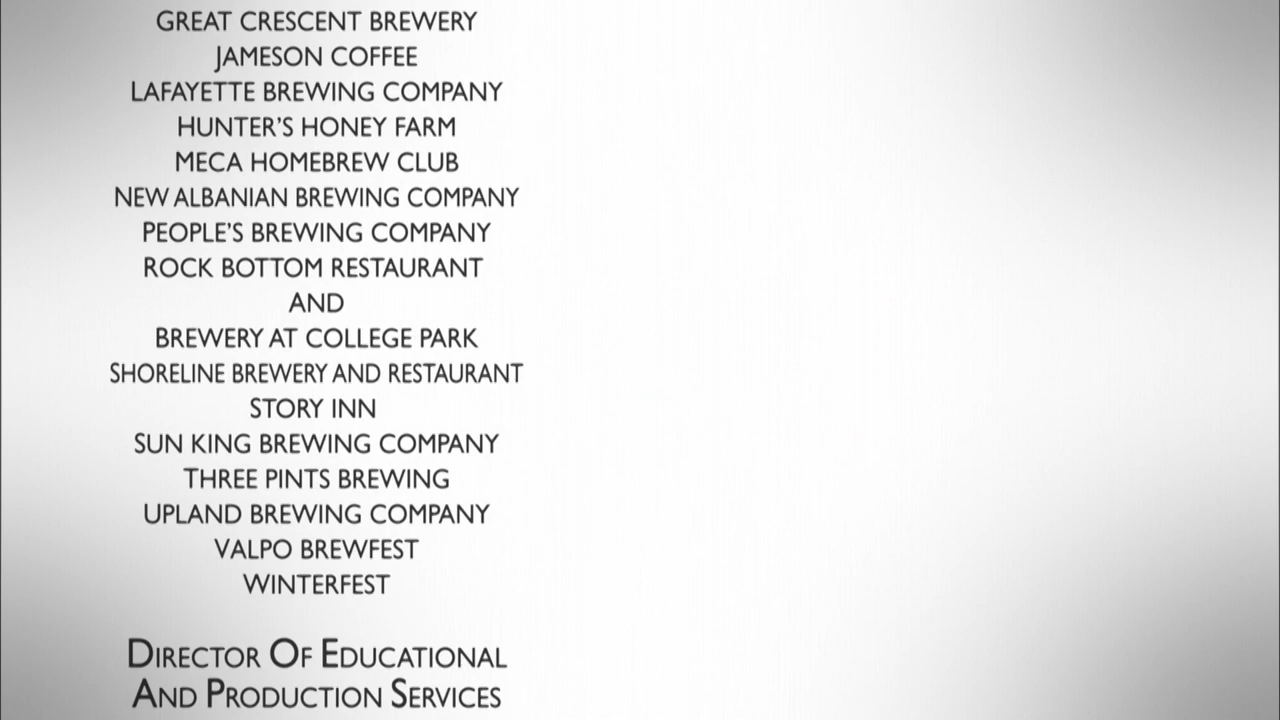 GREAT CRESCENT BREWERY
JAMESON COFFEE
LAFAYETTE BREWING COMPANY
HUNTER'S HONEY FARM
MECA HOMEBREW CLUB
NEW ALBANIAN BREWING COMPANY
PEOPLE'S BREWING COMPANY
ROCK BOTTOM RESTAURANT
AND
BREWERY AT COLLEGE PARK
SHORELINE BREWERY AND RESTAURANT
STORY INN
SUN KING BREWING COMPANY
THREE PINTS BREWING
UPLAND BREWING COMPANY
VALPO BREWFEST
WINTERFEST
DIRECTOR OF EDUCATIONAL
AND PRODUCTION SERVICES